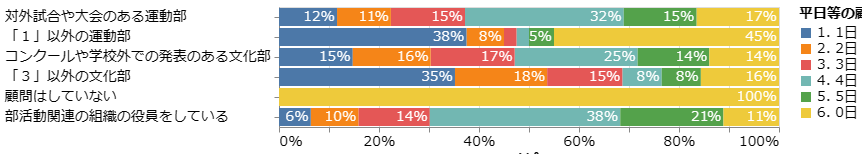 平日等の顧
対外試合や大会のある運動部 12% 11% 15% 32% 15% 17%
「１」以外の運動部 38% 8% 5% 45%
コンクールや学校外での発表のある文化部 15% 16% 17% 25% 14% 14%
「３」以外の文化部 35% 18% 15% 8% 8% 16%
顧問はしていない 100%
部活動関連の組織の役員をしている 6% 10% 14% 38% 21% 11%
0% 20% 40% 60% 80% 100%
1. 1日
2. 2日
3. 3日
4. 4日
5. 5日
6. 0日